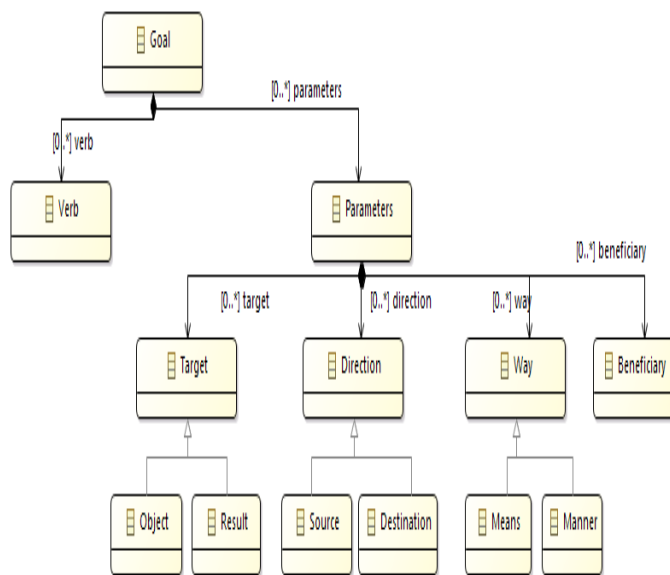 Goal
[0..*] parameters
[0..*] verb
Verb
Parameters
[0..*] beneficiary
[0..*] target
[0..*] direction
[0..*] way
Target
Direction
Way
Beneficiary
Object
Result
Source
Destination
Means
Manner